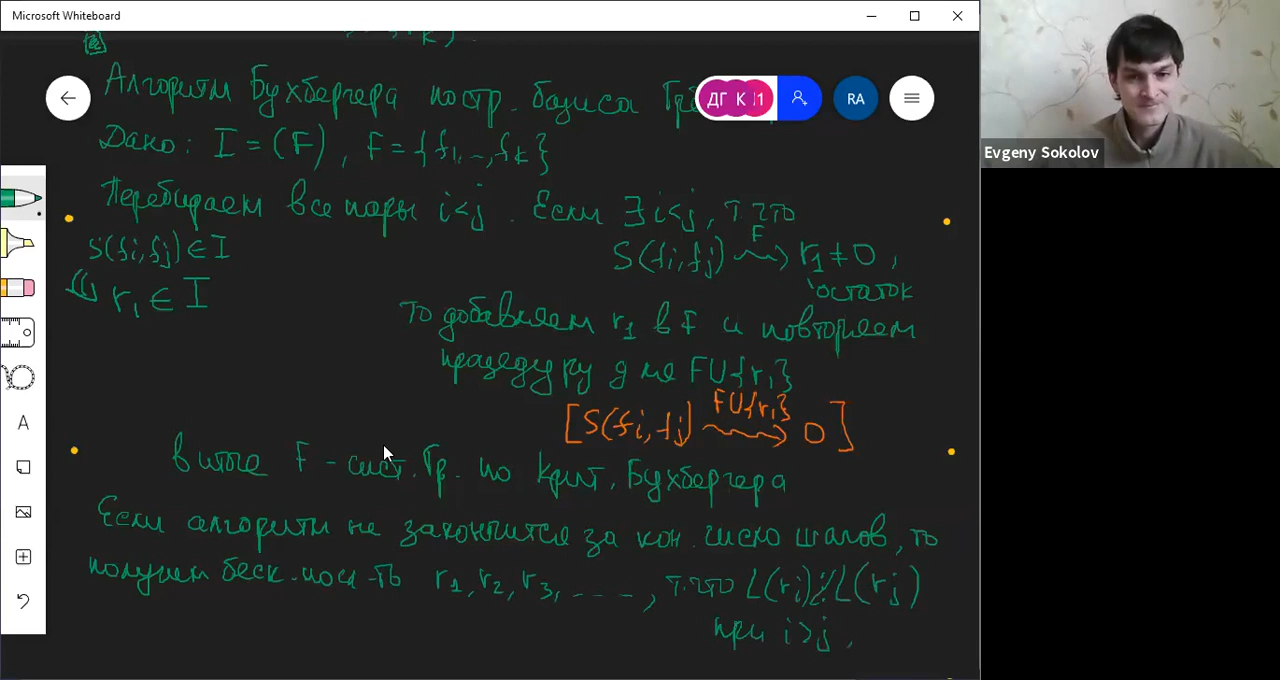 Microsoft Whiteboard
Алгоритм Бухбергера постр. базиса Грё
ДГ K И1 RA
Evgeny Sokolov
Дано: I = (F), F = {f₁, .., fₖ}
Перебираем все пары i<j. Если ∃ i<j, т.что
S(fi, fj) ∈ I
S(fi, fj) ⇝ᶠ r₁ ≠ 0,
⇓ r₁ ∈ I
остаток
то добавляем r₁ в F и повторяем
процедуру для F∪{r₁}
F∪{r₁}
[S(fi, fj) ⇝ 0]
В итоге F - сист. Гр. по крит. Бухбергера
Если алгоритм не закончится за кон. число шагов, то
получим беск. посл-ть r₁, r₂, r₃, ----, т.что L(ri) ⋮̸ L(rj)
при i>j,
A